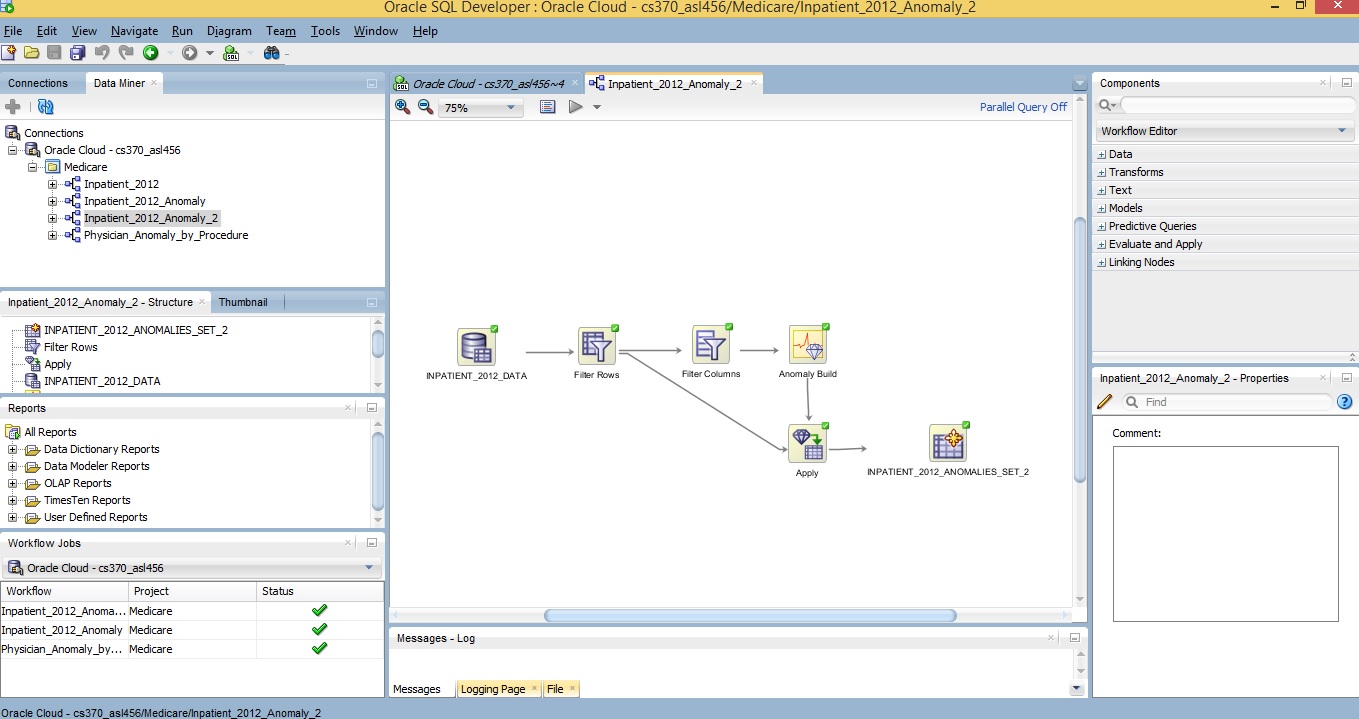 Oracle SQL Developer : Oracle Cloud - cs370_asl456/Medicare/Inpatient_2012_Anomaly_2
File Edit View Navigate Run Diagram Team Tools Window Help
Connections
Data Miner
Connections
Oracle Cloud - cs370_asl456
Medicare
Inpatient_2012
Inpatient_2012_Anomaly
Inpatient_2012_Anomaly_2
Physician_Anomaly_by_Procedure
Inpatient_2012_Anomaly_2 - Structure
Thumbnail
INPATIENT_2012_ANOMALIES_SET_2
Filter Rows
Apply
INPATIENT_2012_DATA
Reports
All Reports
Data Dictionary Reports
Data Modeler Reports
OLAP Reports
TimesTen Reports
User Defined Reports
Workflow Jobs
Oracle Cloud - cs370_asl456
Workflow Project Status
Inpatient_2012_Anoma... Medicare
Inpatient_2012_Anomaly Medicare
Physician_Anomaly_by... Medicare
SQL
SQL
Oracle Cloud - cs370_asl456~4
Inpatient_2012_Anomaly_2
75%
Parallel Query Off
INPATIENT_2012_DATA
Filter Rows
Filter Columns
Anomaly Build
Apply
INPATIENT_2012_ANOMALIES_SET_2
Messages - Log
Messages
Logging Page
File
Components
Workflow Editor
Data
Transforms
Text
Models
Predictive Queries
Evaluate and Apply
Linking Nodes
Inpatient_2012_Anomaly_2 - Properties
Find
Comment:
Oracle Cloud - cs370_asl456/Medicare/Inpatient_2012_Anomaly_2